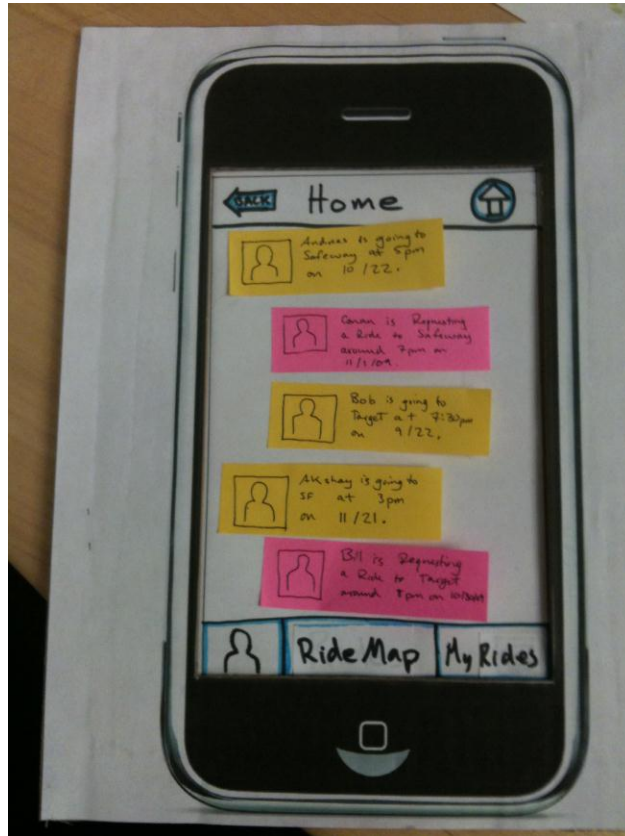 BACK
Home
Andreas is going to
Safeway at 5pm
on 10/22.
Conan is Requesting
a Ride to Safeway
around 7pm on
11/1/09.
Bob is going to
Target at 7:30pm
on 9/22.
Akshay is going to
SF at 3pm
on 11/21.
Bill is Requesting
a Ride to Target
around 8pm on
Ride Map
My Rides